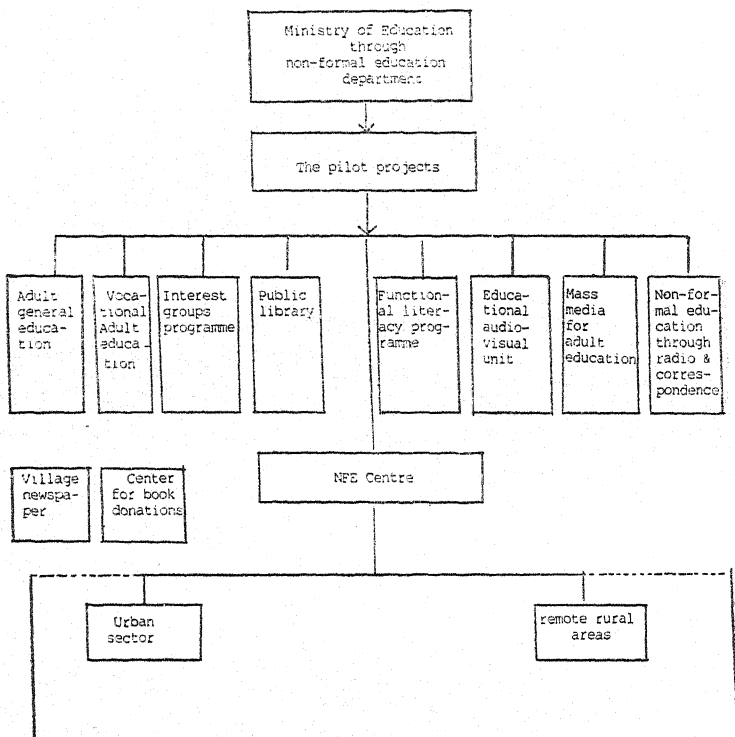 Ministry of Education
through
non-formal education
department
The pilot projects
Adult
general
educa-
tion
Voca-
tional
Adult
educa-
tion
Interest
groups
programme
Public
library
Function-
al liter-
acy prog-
ramme
Educa-
tional
audio-
visual
unit
Mass
media
for
adult
education
Non-for-
mal edu-
cation
through
radio &
corres-
pondence
Village
newspa-
per
Center
for book
donations
NFE Centre
Urban
sector
remote rural
areas